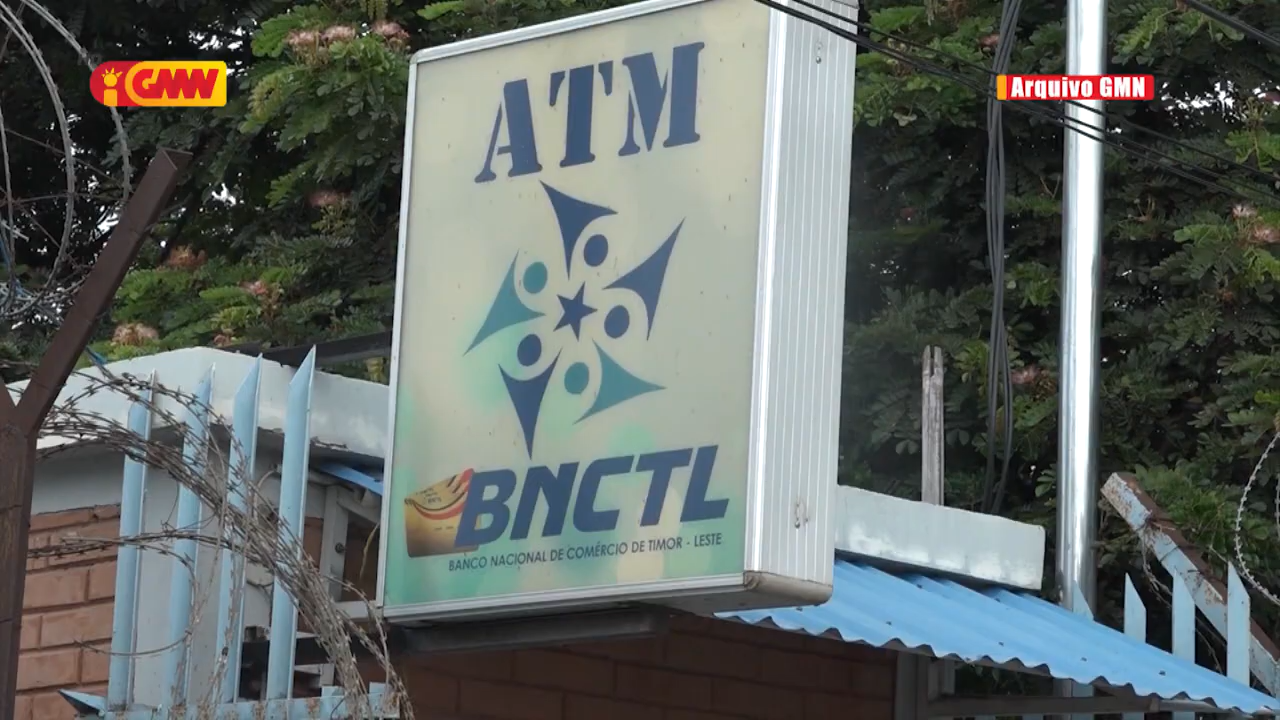 GMN
Arquivo GMN
ATM
BNCTL
BANCO NACIONAL DE COMÉRCIO DE TIMOR - LESTE